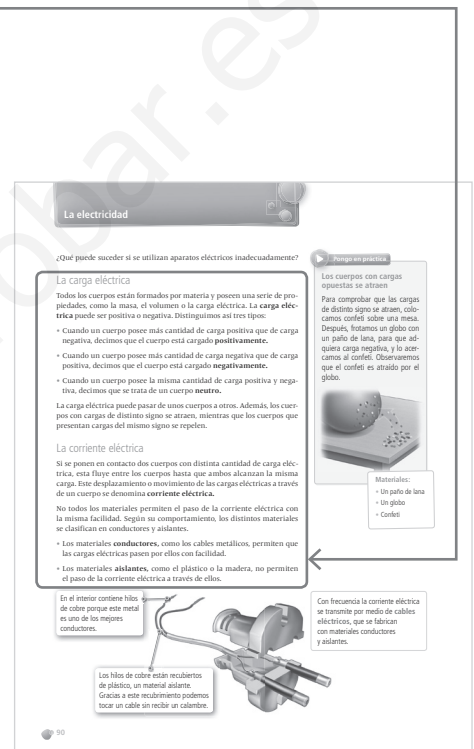 La electricidad
¿Qué puede suceder si se utilizan aparatos eléctricos inadecuadamente?
La carga eléctrica
Todos los cuerpos están formados por materia y poseen una serie de pro-
piedades, como la masa, el volumen o la carga eléctrica. La carga eléc-
trica puede ser positiva o negativa. Distinguimos así tres tipos:
• Cuando un cuerpo posee más cantidad de carga positiva que de carga
negativa, decimos que el cuerpo está cargado positivamente.
• Cuando un cuerpo posee más cantidad de carga negativa que de carga
positiva, decimos que el cuerpo está cargado negativamente.
• Cuando un cuerpo posee la misma cantidad de carga positiva y nega-
tiva, decimos que se trata de un cuerpo neutro.
La carga eléctrica puede pasar de unos cuerpos a otros. Además, los cuer-
pos con cargas de distinto signo se atraen, mientras que los cuerpos que
presentan cargas del mismo signo se repelen.
La corriente eléctrica
Si se ponen en contacto dos cuerpos con distinta cantidad de carga eléc-
trica, esta fluye entre los cuerpos hasta que ambos alcanzan la misma
carga. Este desplazamiento o movimiento de las cargas eléctricas a través
de un cuerpo se denomina corriente eléctrica.
No todos los materiales permiten el paso de la corriente eléctrica con
la misma facilidad. Según su comportamiento, los distintos materiales
se clasifican en conductores y aislantes.
• Los materiales conductores, como los cables metálicos, permiten que
las cargas eléctricas pasen por ellos con facilidad.
• Los materiales aislantes, como el plástico o la madera, no permiten
el paso de la corriente eléctrica a través de ellos.
Pongo en práctica
Los cuerpos con cargas
opuestas se atraen
Para comprobar que las cargas
de distinto signo se atraen, colo-
camos confeti sobre una mesa.
Después, frotamos un globo con
un paño de lana, para que ad-
quiera carga negativa, y lo acer-
camos al confeti. Observaremos
que el confeti es atraído por el
globo.
Materiales:
• Un paño de lana
• Un globo
• Confeti
En el interior contiene hilos
de cobre porque este metal
es uno de los mejores
conductores.
Los hilos de cobre están recubiertos
de plástico, un material aislante.
Gracias a este recubrimiento podemos
tocar un cable sin recibir un calambre.
Con frecuencia la corriente eléctrica
se transmite por medio de cables
eléctricos, que se fabrican
con materiales conductores
y aislantes.
90